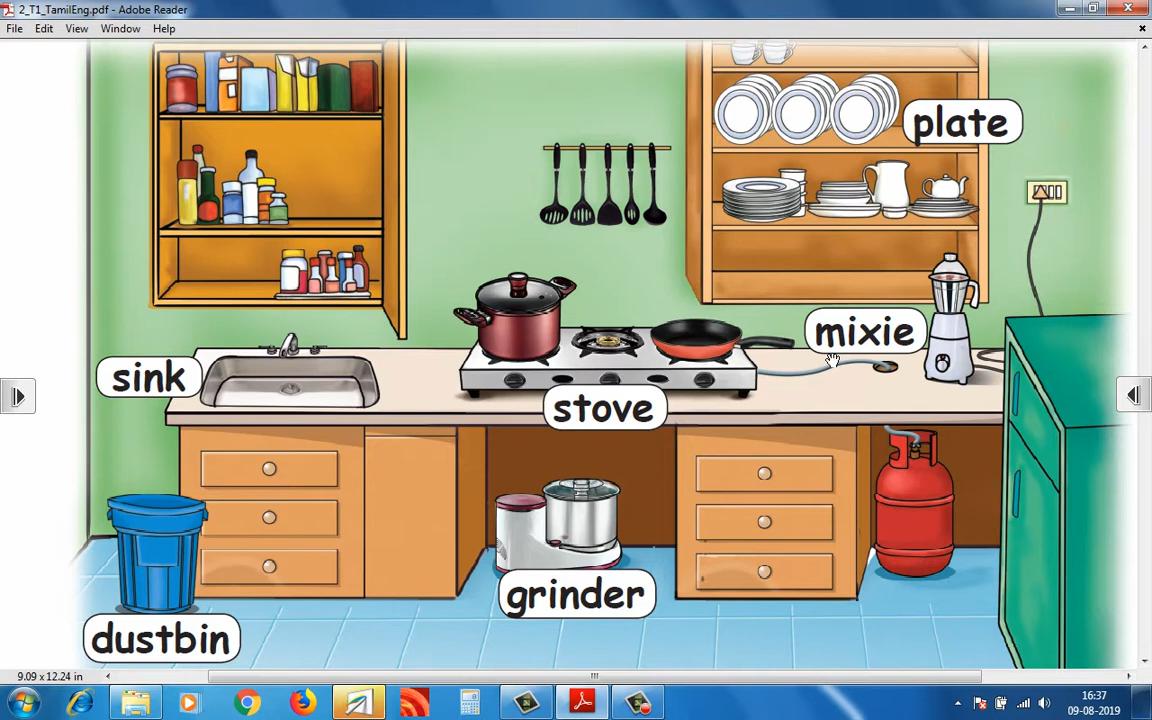 2_T1_TamilEng.pdf - Adobe Reader
File Edit View Window Help
plate
mixie
sink
stove
grinder
dustbin
9.09 x 12.24 in
16:37
09-08-2019